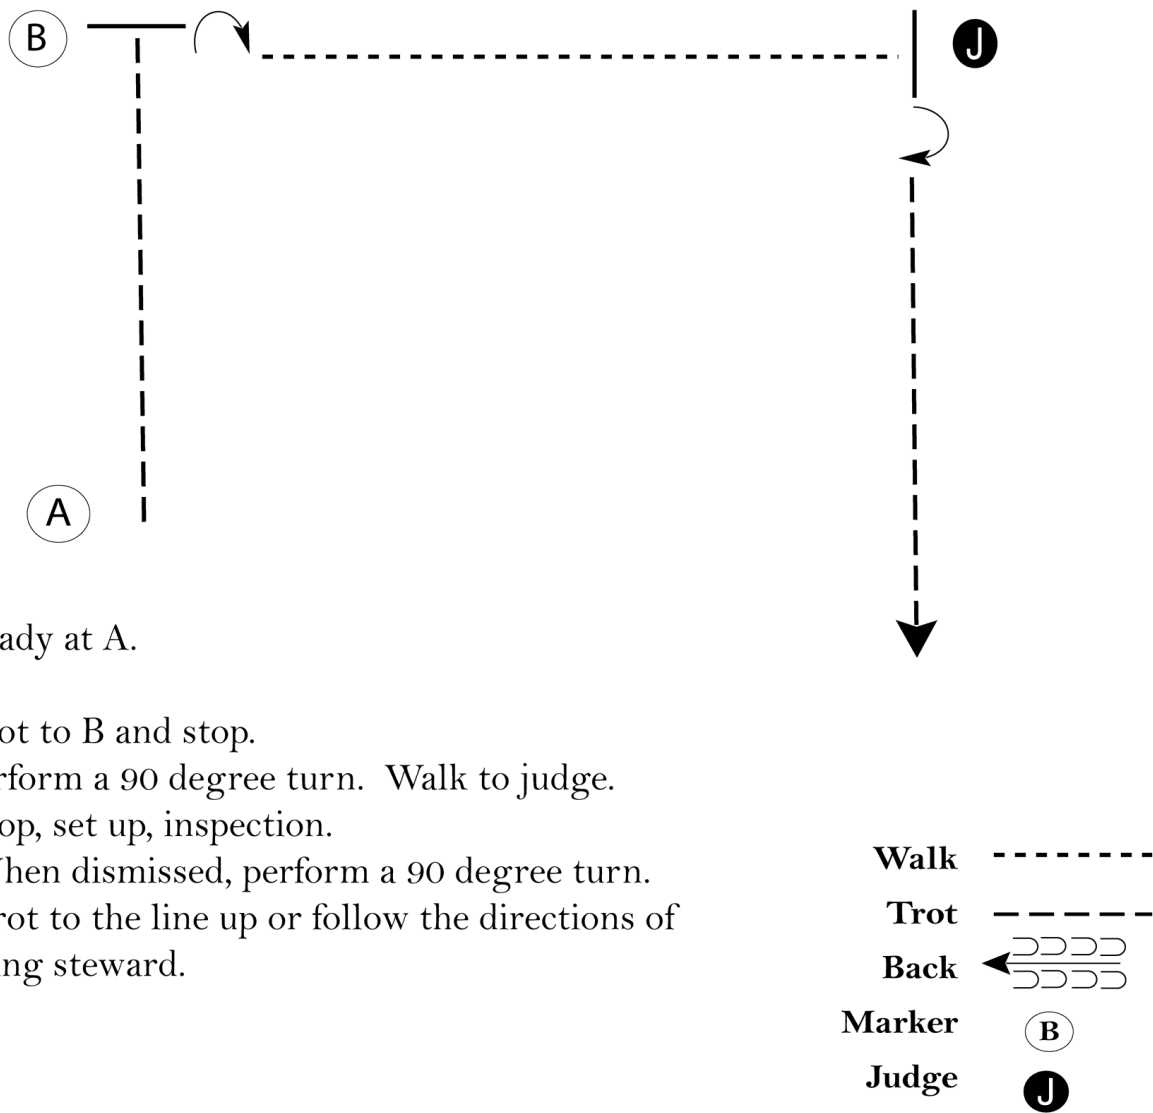 B
J
A
ady at A.
ot to B and stop.
rform a 90 degree turn.  Walk to judge.
op, set up, inspection.
hen dismissed, perform a 90 degree turn.
rot to the line up or follow the directions of
ng steward.
Walk
Trot
Back
Marker B
Judge J